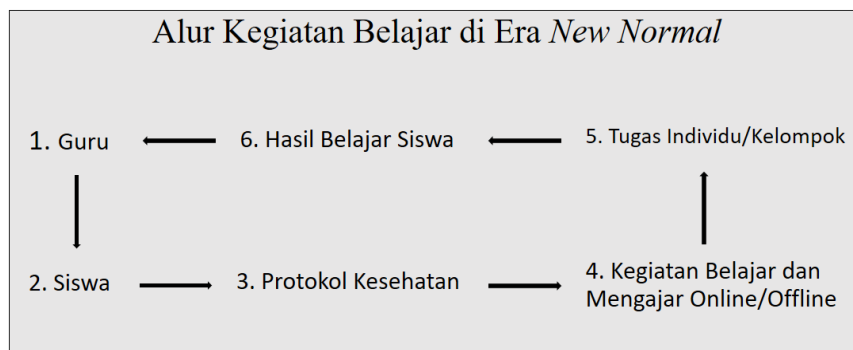 Alur Kegiatan Belajar di Era New Normal
1. Guru
6. Hasil Belajar Siswa
5. Tugas Individu/Kelompok
2. Siswa
3. Protokol Kesehatan
4. Kegiatan Belajar dan
Mengajar Online/Offline